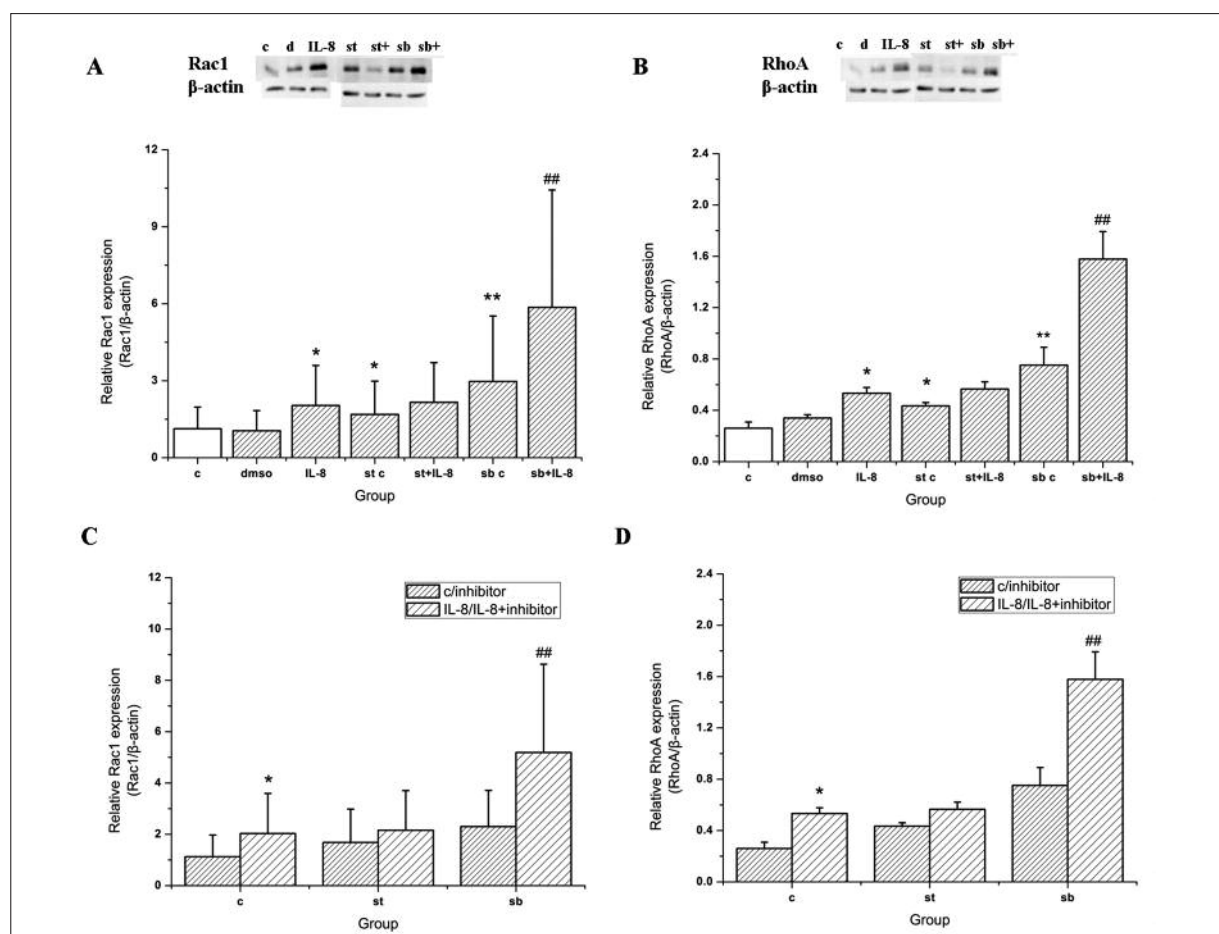 A
c d IL-8 st st+ sb sb+
Rac1
β-actin
12
9
6
3
0
Relative Rac1 expression
(Rac1/β-actin)
* * ** ##
c dmso IL-8 st c st+IL-8 sb c sb+IL-8
Group
B
c d IL-8 st st+ sb sb+
RhoA
β-actin
2.4
2.0
1.6
1.2
0.8
0.4
0.0
Relative RhoA expression
(RhoA/β-actin)
* * ** ##
c dmso IL-8 st c st+IL-8 sb c sb+IL-8
Group
C
12
10
8
6
4
2
0
Relative Rac1 expression
(Rac1/β-actin)
c/inhibitor
IL-8/IL-8+inhibitor
* ##
c st sb
Group
D
2.4
2.0
1.6
1.2
0.8
0.4
0.0
Relative RhoA expression
(RhoA/β-actin)
c/inhibitor
IL-8/IL-8+inhibitor
* ##
c st sb
Group